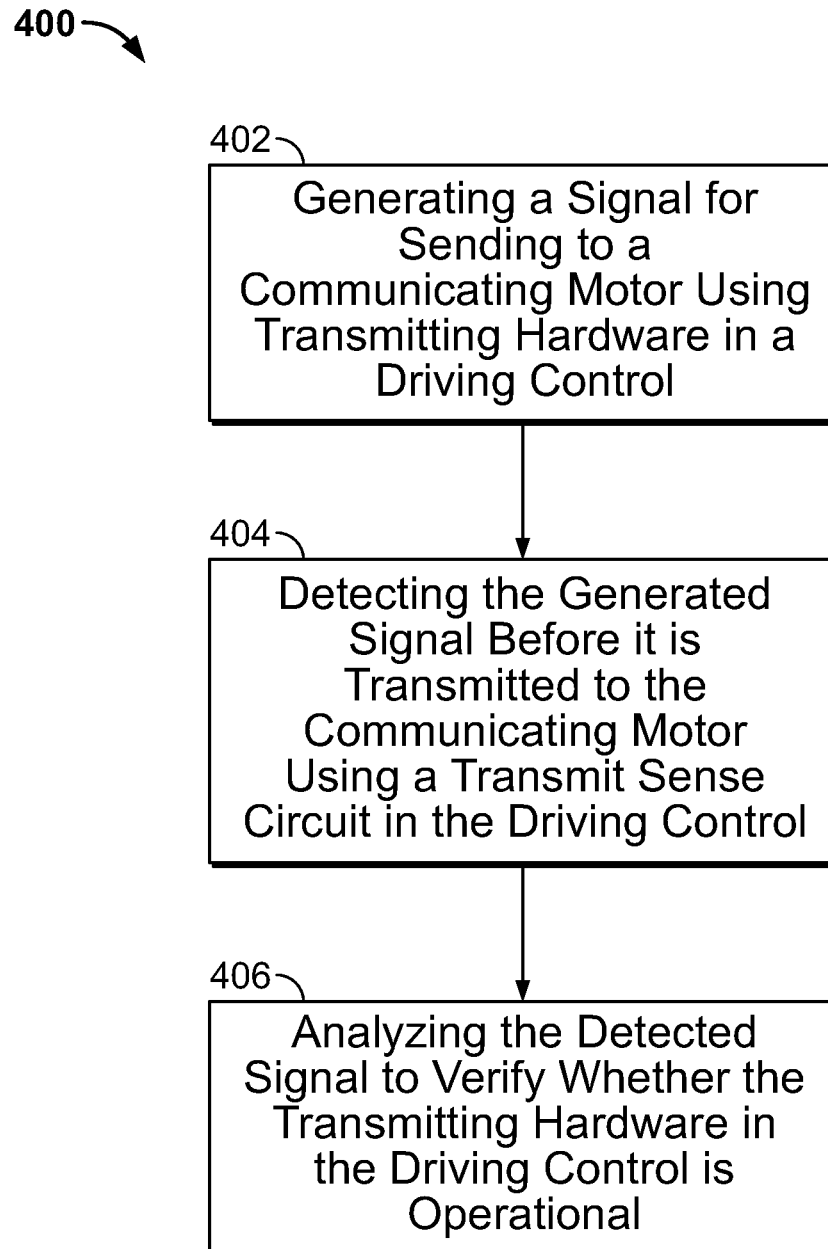 400
402
Generating a Signal for
Sending to a
Communicating Motor Using
Transmitting Hardware in a
Driving Control
404
Detecting the Generated
Signal Before it is
Transmitted to the
Communicating Motor
Using a Transmit Sense
Circuit in the Driving Control
406
Analyzing the Detected
Signal to Verify Whether the
Transmitting Hardware in
the Driving Control is
Operational